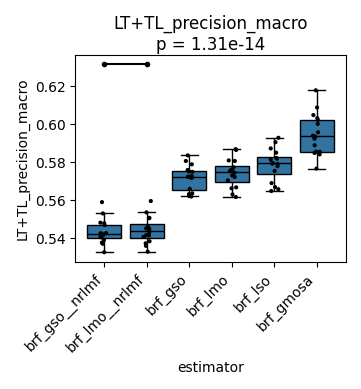 LT+TL_precision_macro
p = 1.31e-14
LT+TL_precision_macro
0.62
0.60
0.58
0.56
0.54
brf_gso__nrlmf
brf_lmo__nrlmf
brf_gso
brf_lmo
brf_lso
brf_gmosa
estimator